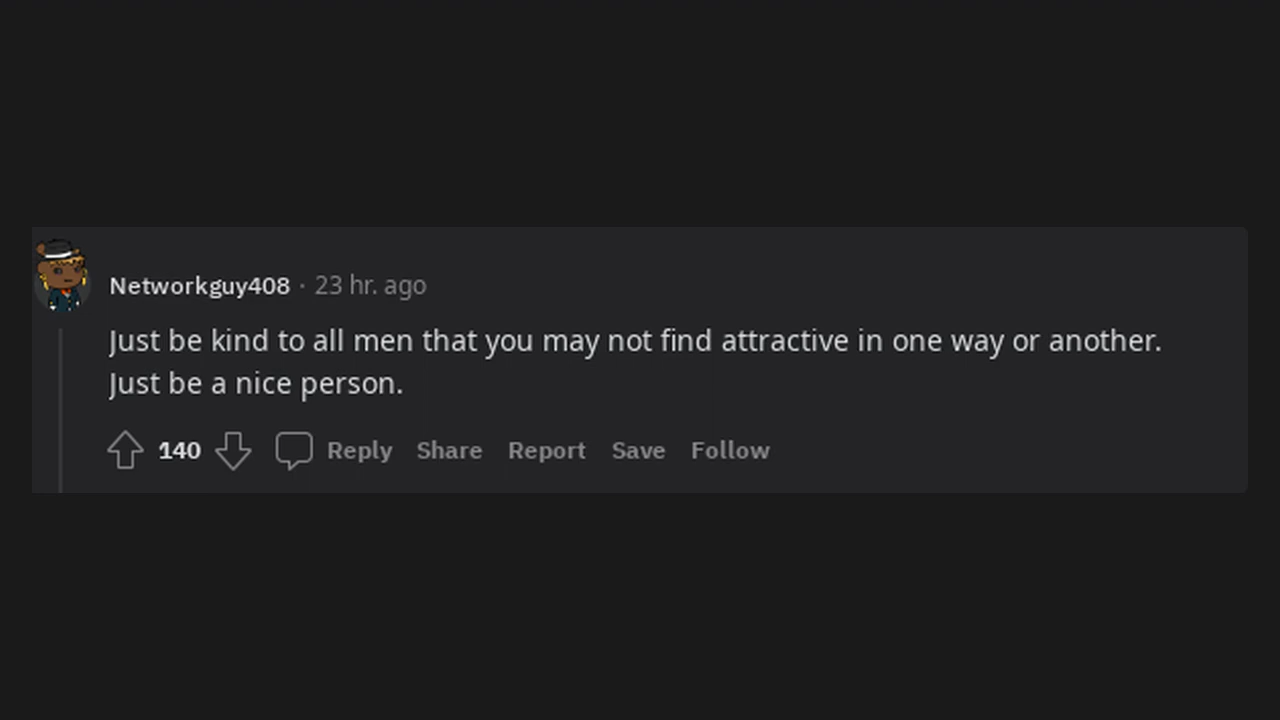 Networkguy408 · 23 hr. ago
Just be kind to all men that you may not find attractive in one way or another.
Just be a nice person.
140 Reply Share Report Save Follow